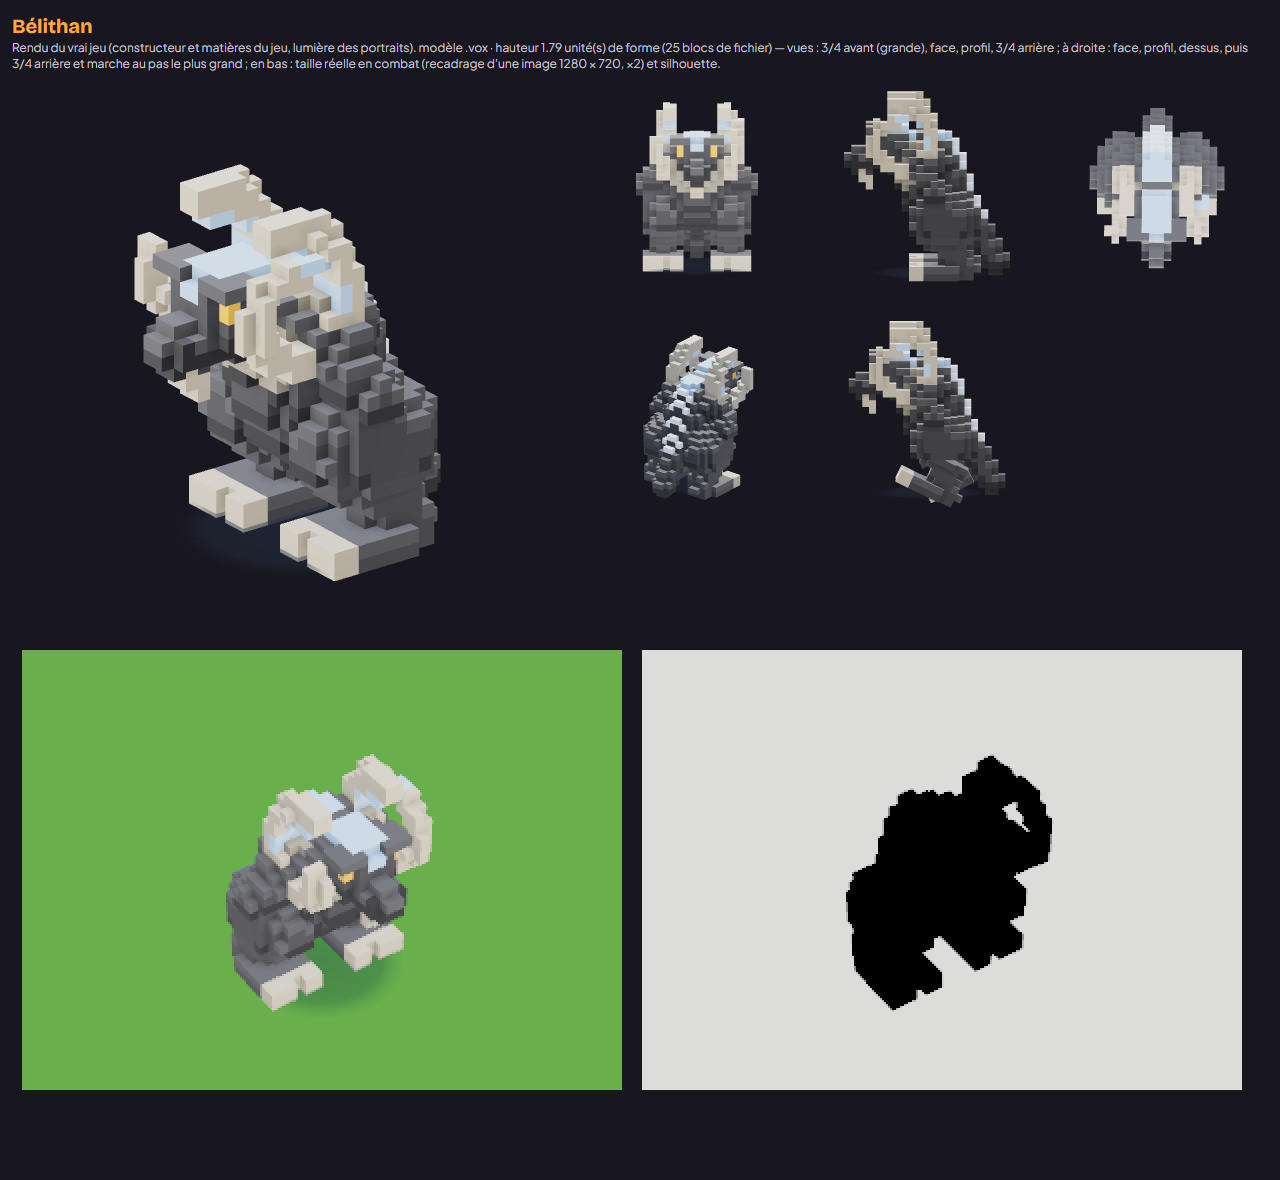 Bélithan
Rendu du vrai jeu (constructeur et matières du jeu, lumière des portraits). modèle .vox · hauteur 1.79 unité(s) de forme (25 blocs de fichier) — vues : 3/4 avant (grande), face, profil, 3/4 arrière ; à droite : face, profil, dessus, puis
3/4 arrière et marche au pas le plus grand ; en bas : taille réelle en combat (recadrage d'une image 1280 × 720, ×2) et silhouette.